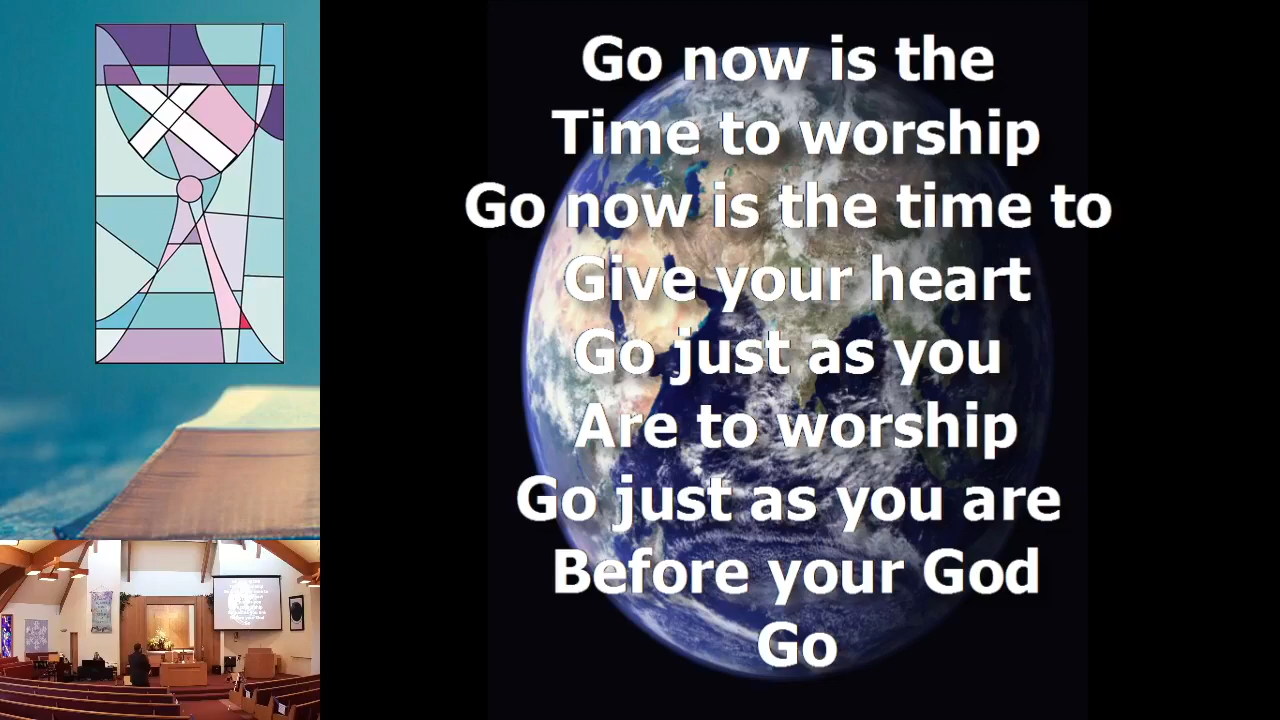 Go now is the
Time to worship
Go now is the time to
Give your heart
Go just as you
Are to worship
Go just as you are
Before your God
Go